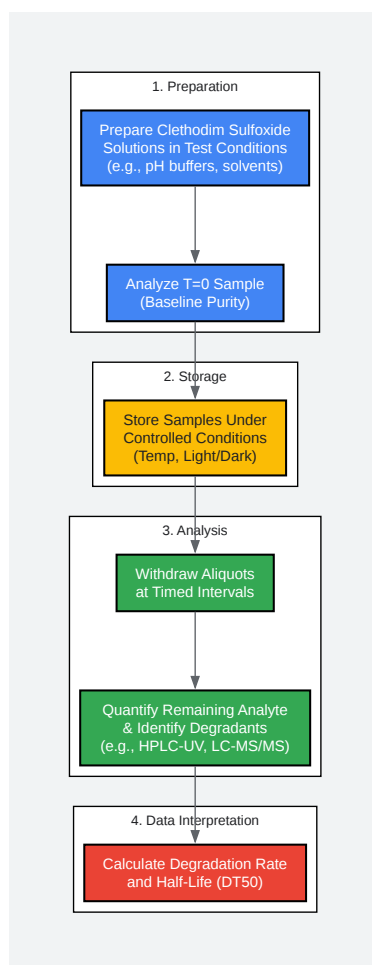 1. Preparation
Prepare Clethodim Sulfoxide
Solutions in Test Conditions
(e.g., pH buffers, solvents)
Analyze T=0 Sample
(Baseline Purity)
2. Storage
Store Samples Under
Controlled Conditions
(Temp, Light/Dark)
3. Analysis
Withdraw Aliquots
at Timed Intervals
Quantify Remaining Analyte
& Identify Degradants
(e.g., HPLC-UV, LC-MS/MS)
4. Data Interpretation
Calculate Degradation Rate
and Half-Life (DT50)